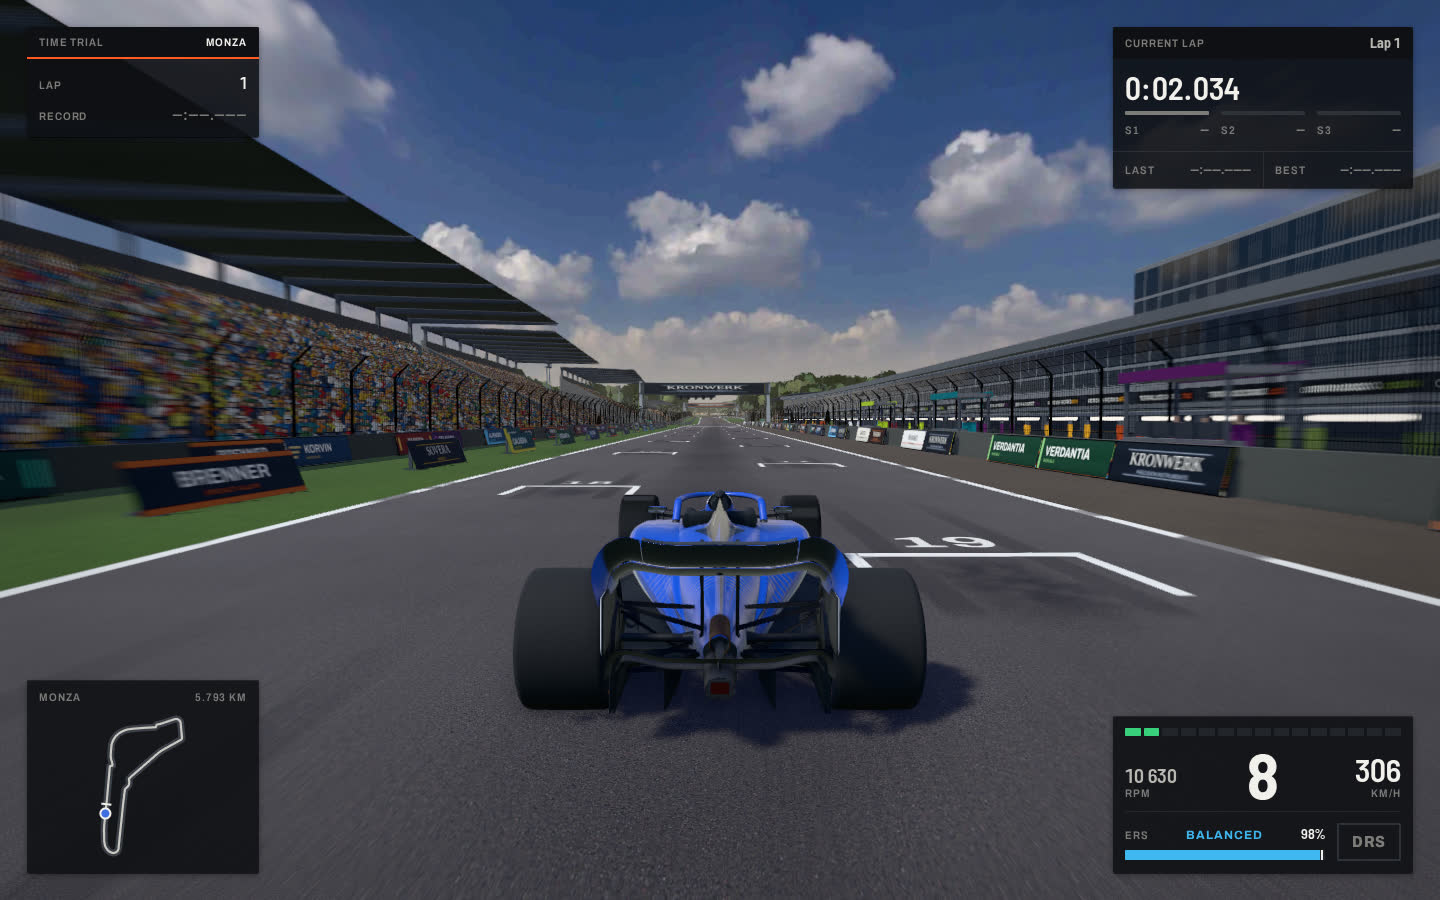 TIME TRIAL MONZA
LAP 1
RECORD –:––.–––
CURRENT LAP Lap 1
0:02.034
S1 – S2 – S3 –
LAST –:––.––– BEST –:––.–––
KRONWERK
KORVIN
BRENNER
SOVERA
VERDANTIA
VERDANTIA
KRONWERK
19
MONZA 5.793 KM
10 630 RPM
8
306 KM/H
ERS BALANCED 98%
DRS